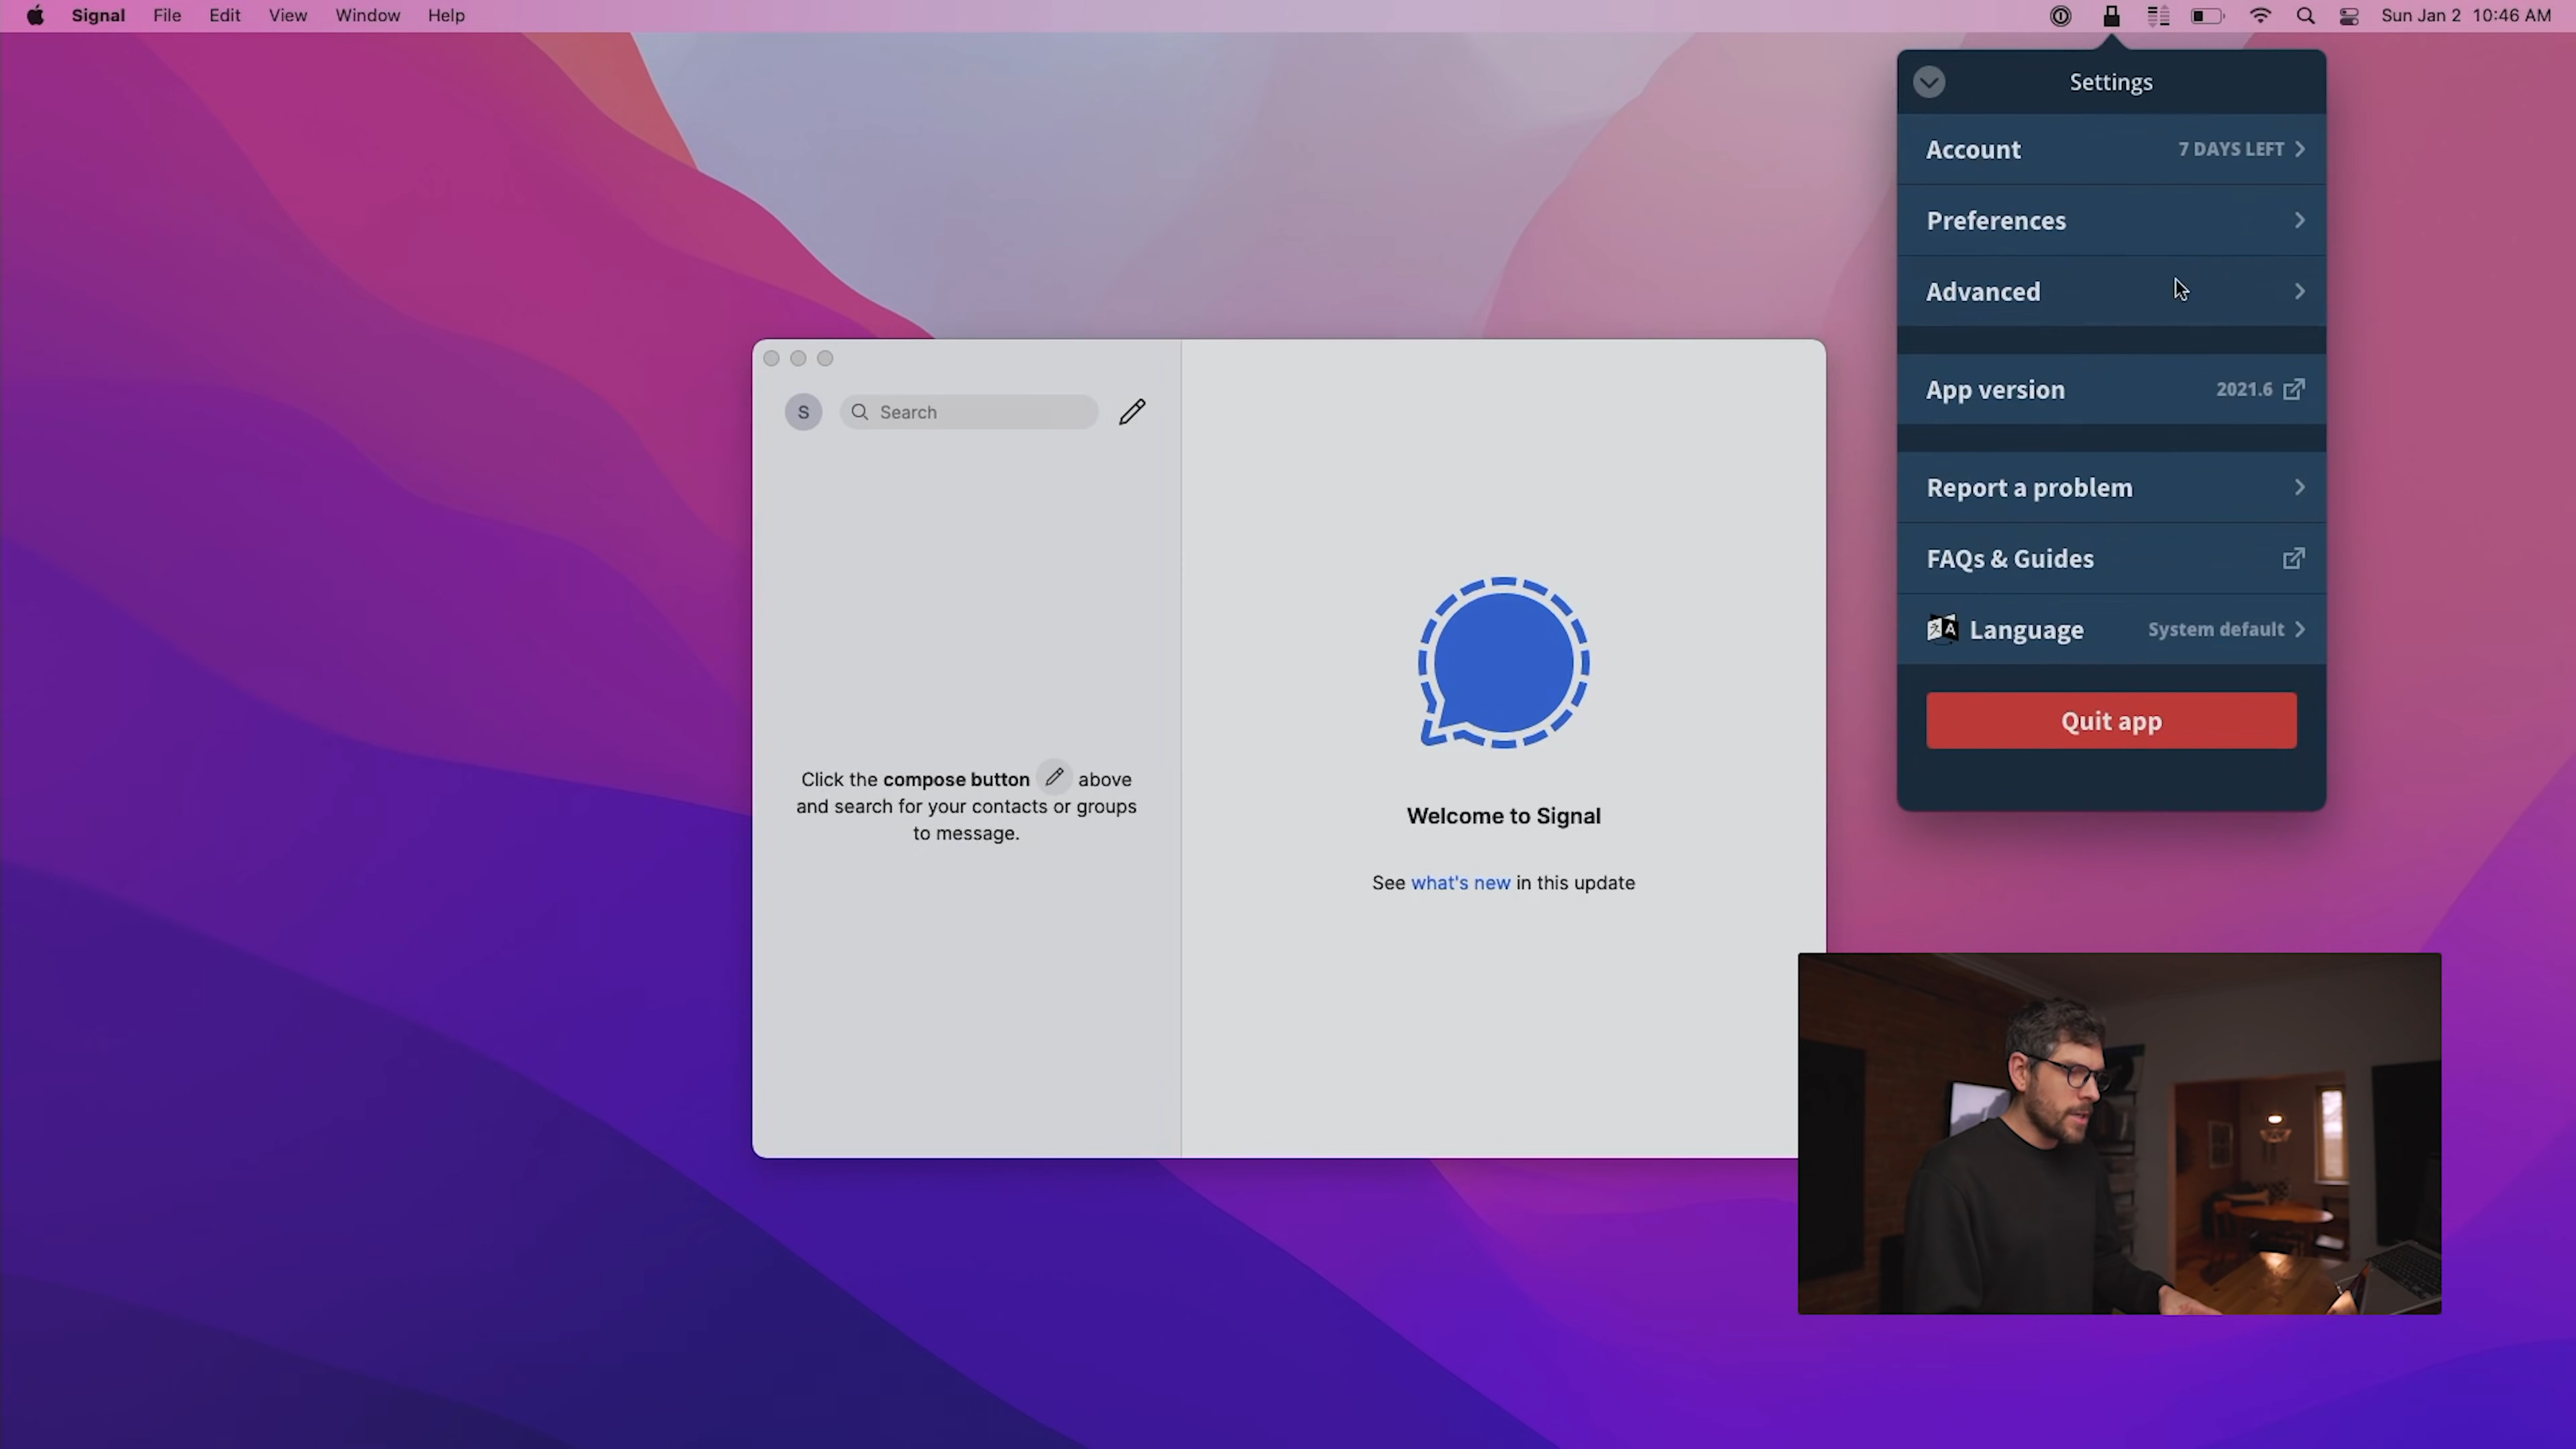 Signal File Edit View Window Help
Sun Jan 2 10:46 AM
Settings
Account 7 DAYS LEFT
Preferences
Advanced
App version 2021.6
Report a problem
FAQs & Guides
Language System default
Quit app
S Search
Click the compose button above
and search for your contacts or groups
to message.
Welcome to Signal
See what's new in this update